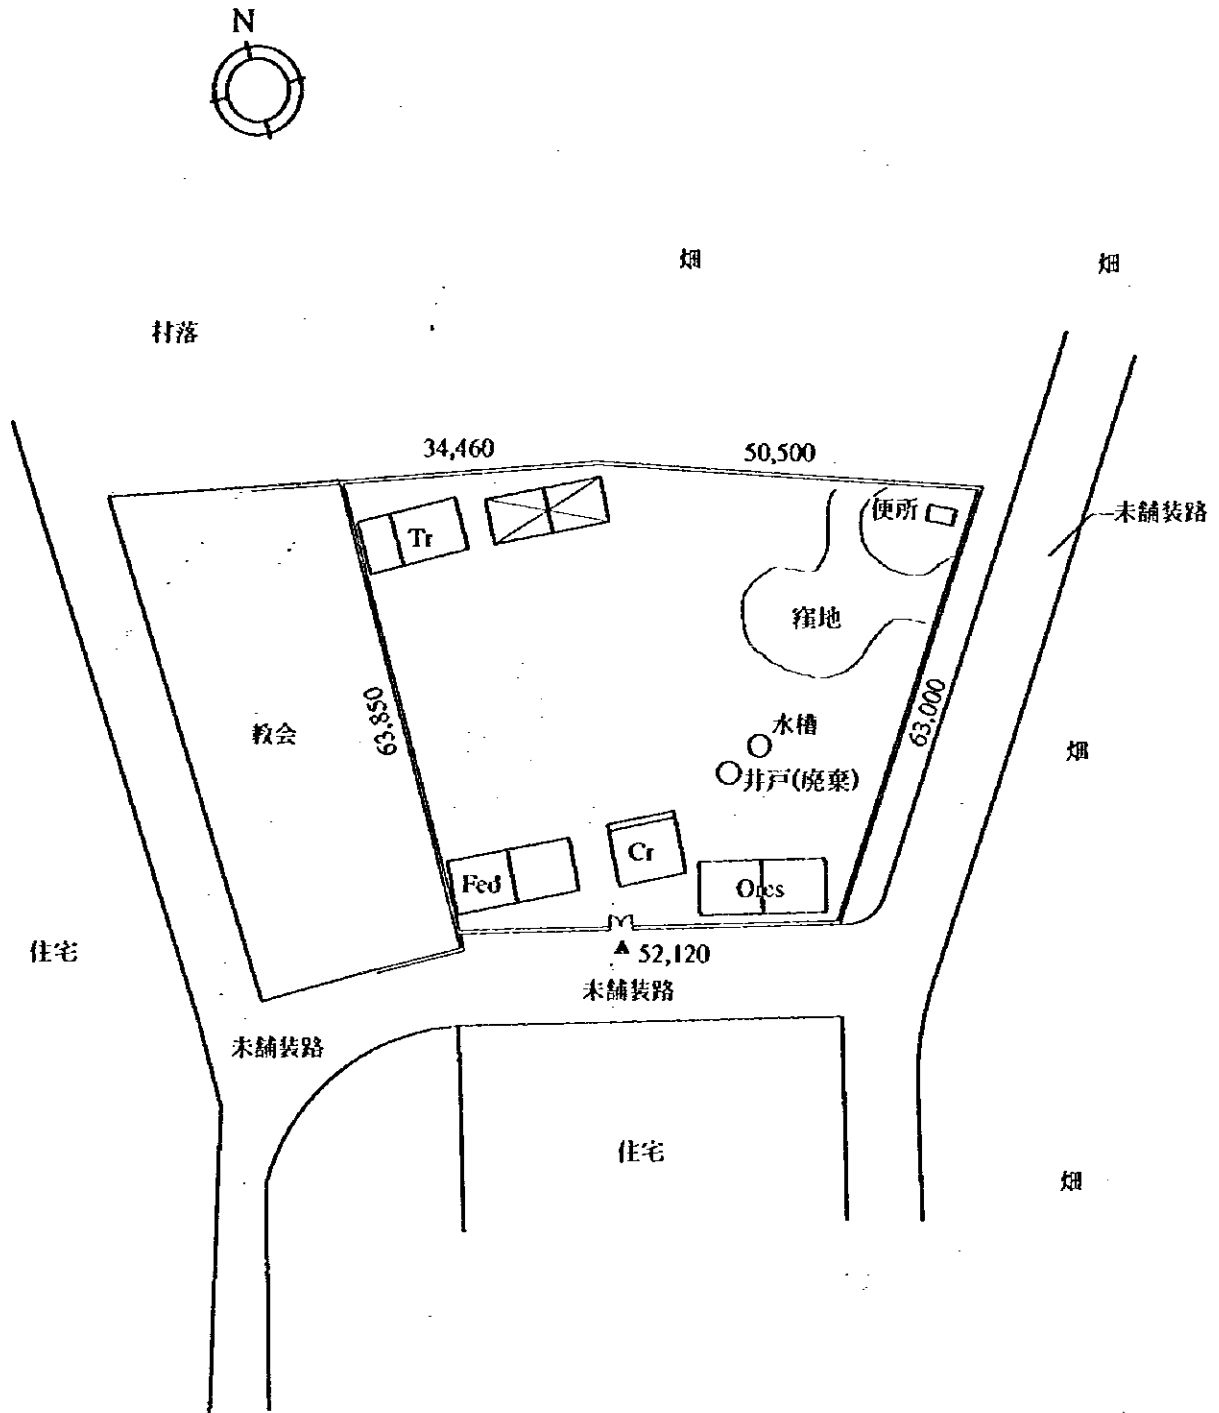 N
畑
畑
村落
34,460
50,500
便所
未舗装路
Tr
窪地
63,850
63,000
水槽
教会
畑
井戸(廃棄)
Cr
Fed
住宅
52,120
未舗装路
未舗装路
住宅
畑